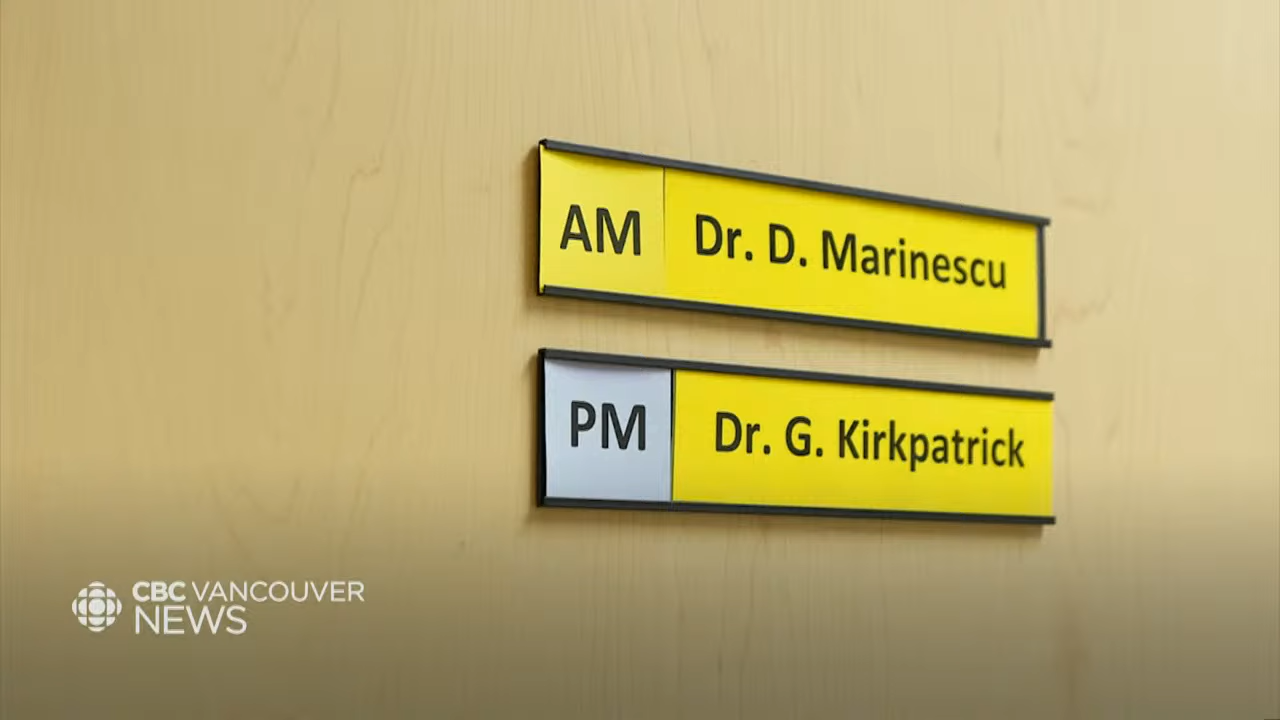 AM Dr. D. Marinescu
PM Dr. G. Kirkpatrick
CBC VANCOUVER
NEWS